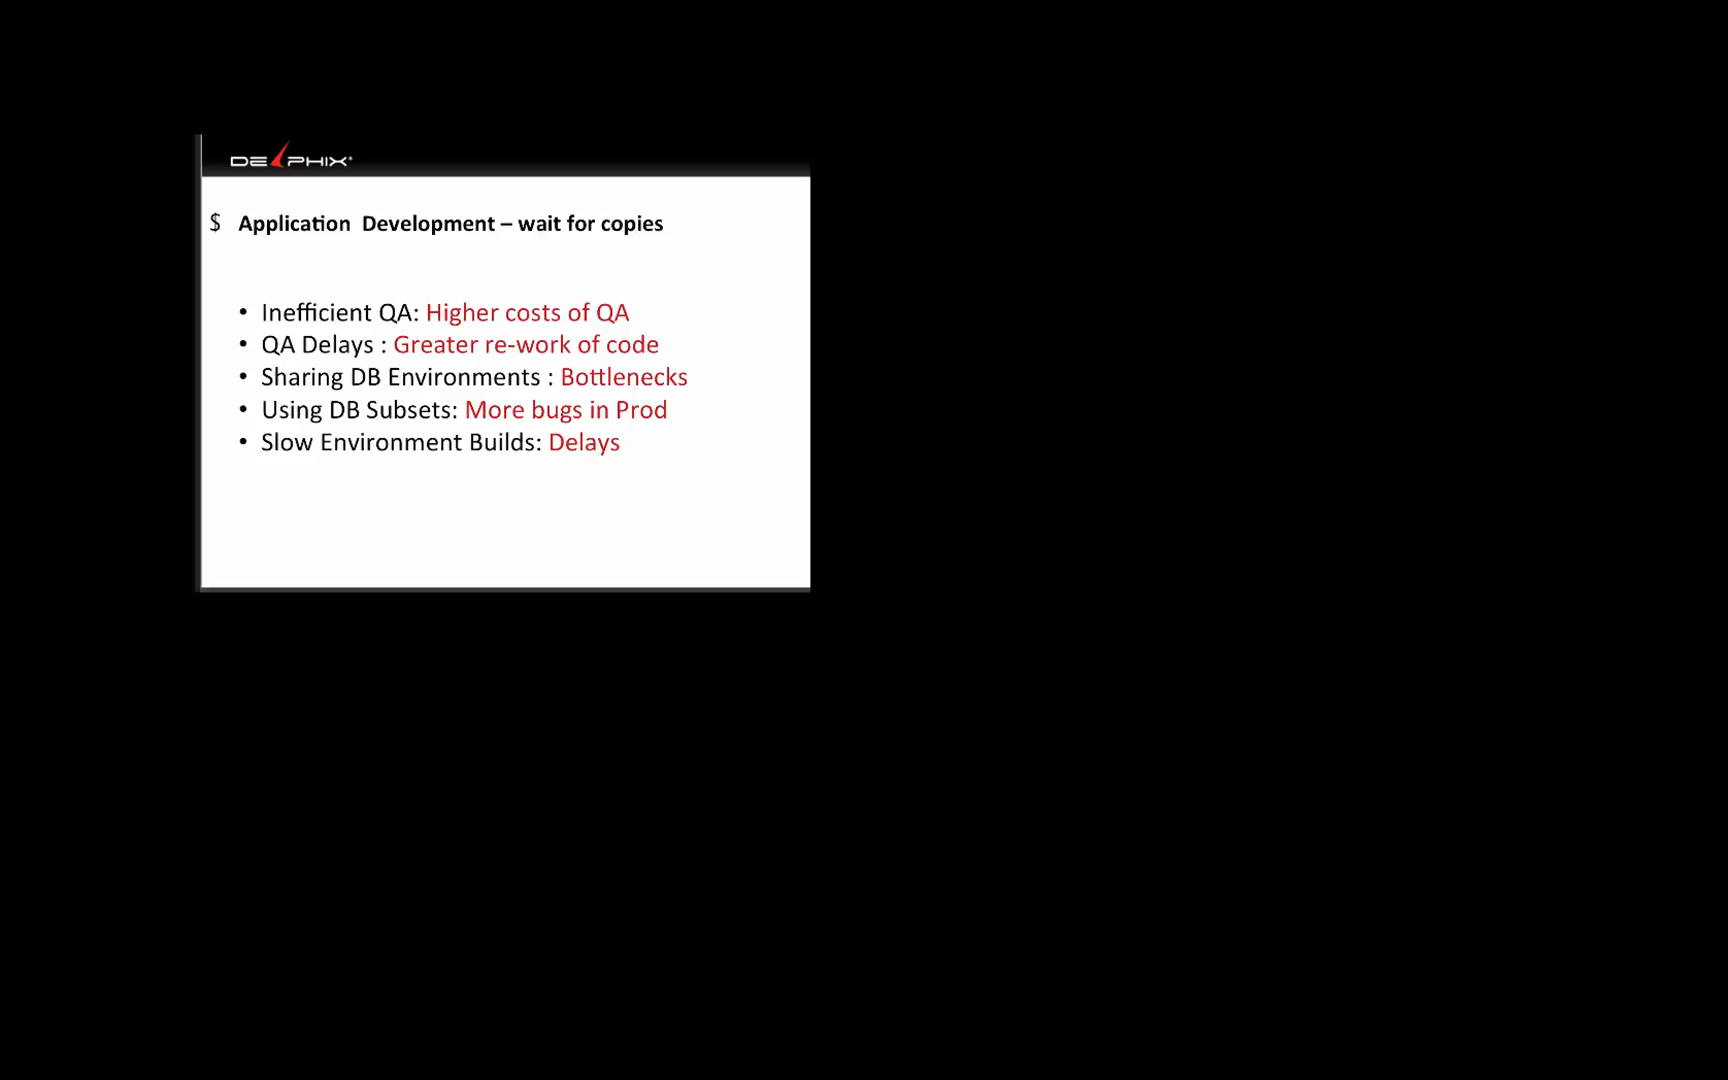 DELPHIX®
$ Application Development – wait for copies
• Inefficient QA: Higher costs of QA
• QA Delays : Greater re-work of code
• Sharing DB Environments : Bottlenecks
• Using DB Subsets: More bugs in Prod
• Slow Environment Builds: Delays